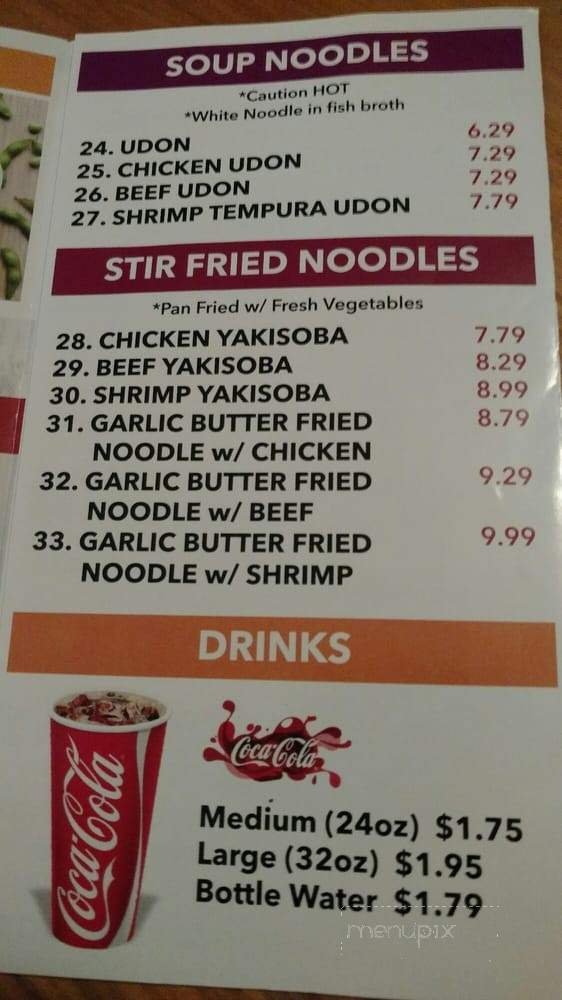 SOUP NOODLES
*Caution HOT
*White Noodle in fish broth
24. UDON 6.29
25. CHICKEN UDON 7.29
26. BEEF UDON 7.29
27. SHRIMP TEMPURA UDON 7.79
STIR FRIED NOODLES
*Pan Fried w/ Fresh Vegetables
28. CHICKEN YAKISOBA 7.79
29. BEEF YAKISOBA 8.29
30. SHRIMP YAKISOBA 8.99
31. GARLIC BUTTER FRIED 8.79
NOODLE w/ CHICKEN
32. GARLIC BUTTER FRIED 9.29
NOODLE w/ BEEF
33. GARLIC BUTTER FRIED 9.99
NOODLE w/ SHRIMP
DRINKS
Coca-Cola
Coca-Cola
Medium (24oz) $1.75
Large (32oz) $1.95
Bottle Water $1.79
menupix